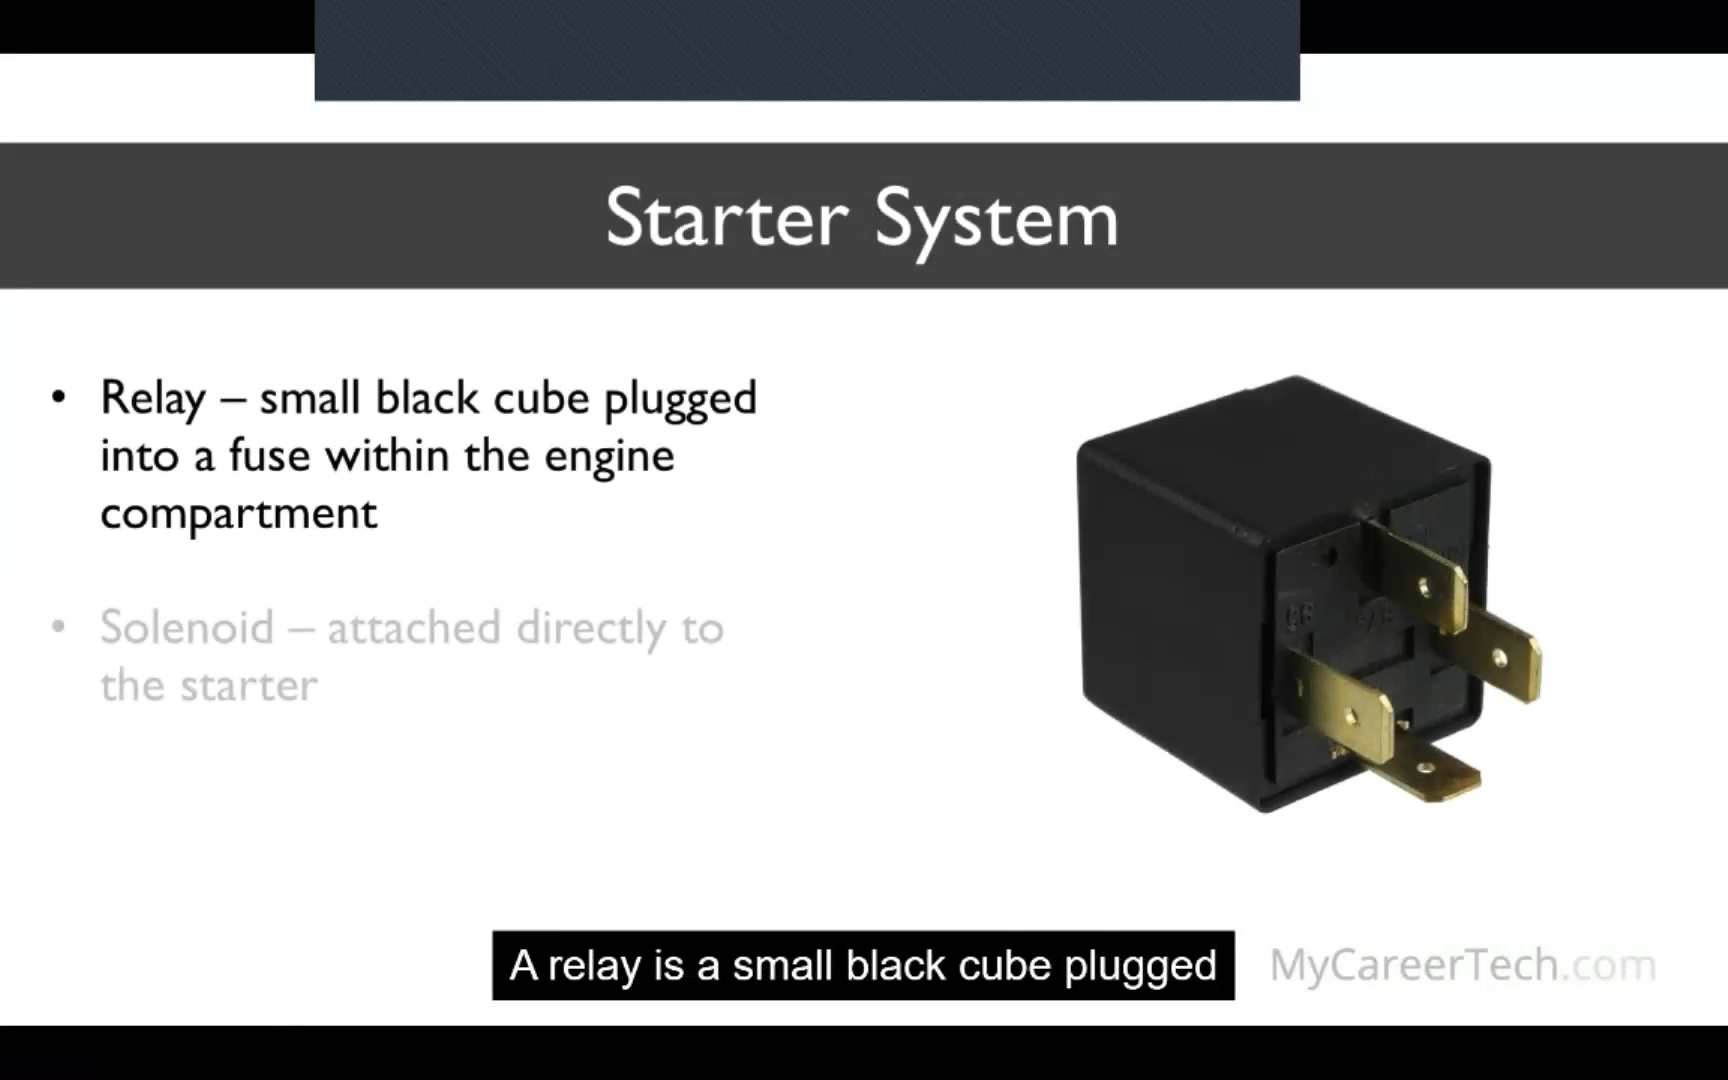 Starter System
• Relay – small black cube plugged
into a fuse within the engine
compartment
• Solenoid – attached directly to
the starter
A relay is a small black cube plugged
MyCareerTech.com